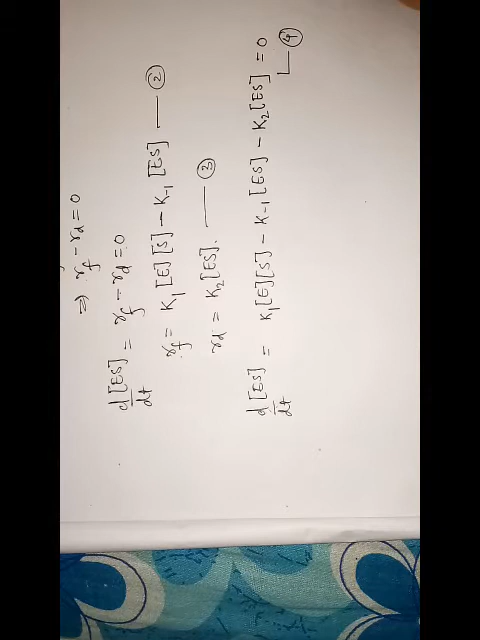 ⇒ r_f - r_d = 0
d[ES]/dt = r_f - r_d = 0
r_f = K_1 [E][S] - K_-1 [ES] —— ②
r_d = K_2 [ES]. —— ③
d[ES]/dt = K_1[E][S] - K_-1[ES] - K_2[ES] = 0
④